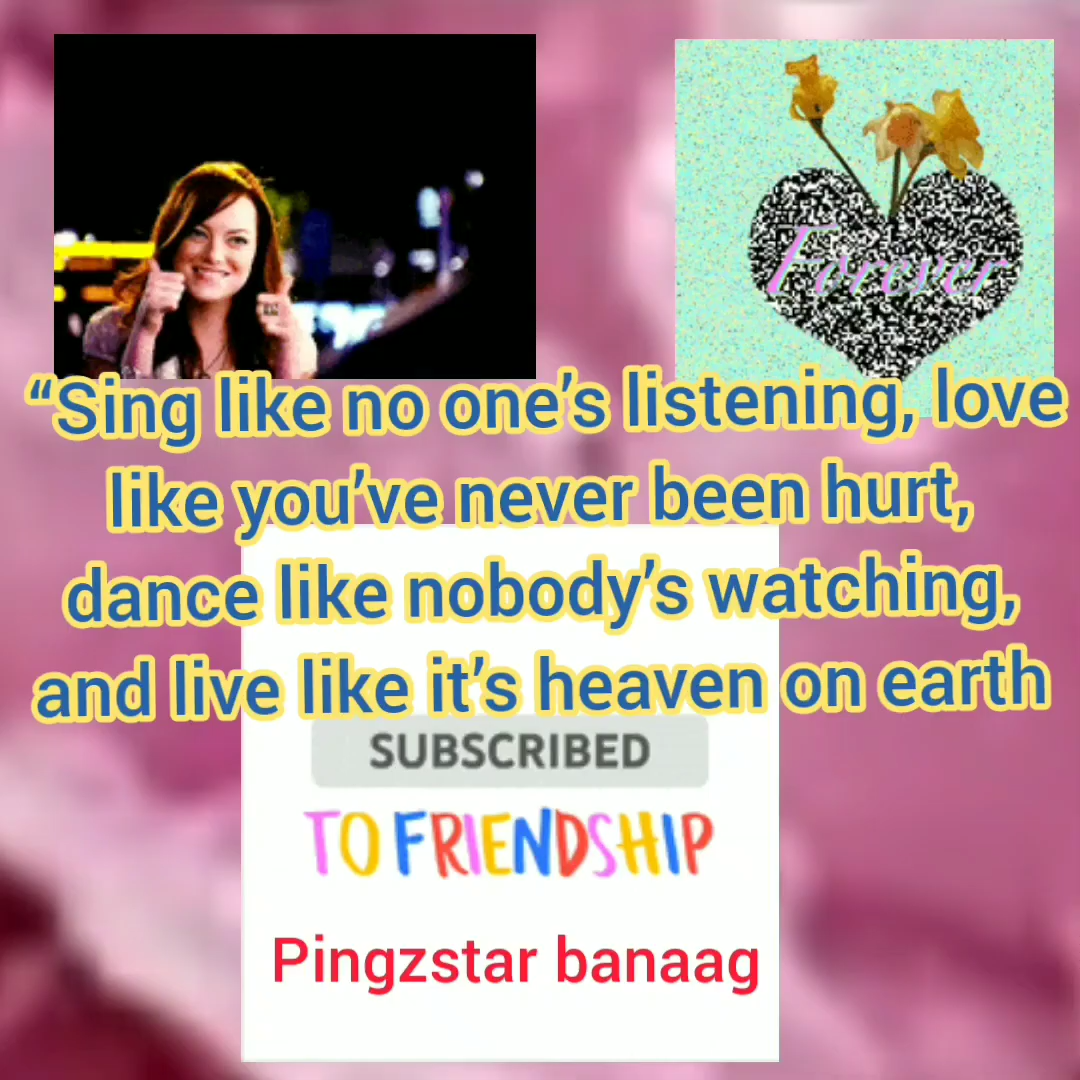 Forever
“Sing like no one’s listening, love
like you’ve never been hurt,
dance like nobody’s watching,
and live like it’s heaven on earth
SUBSCRIBED
TO FRIENDSHIP
Pingzstar banaag